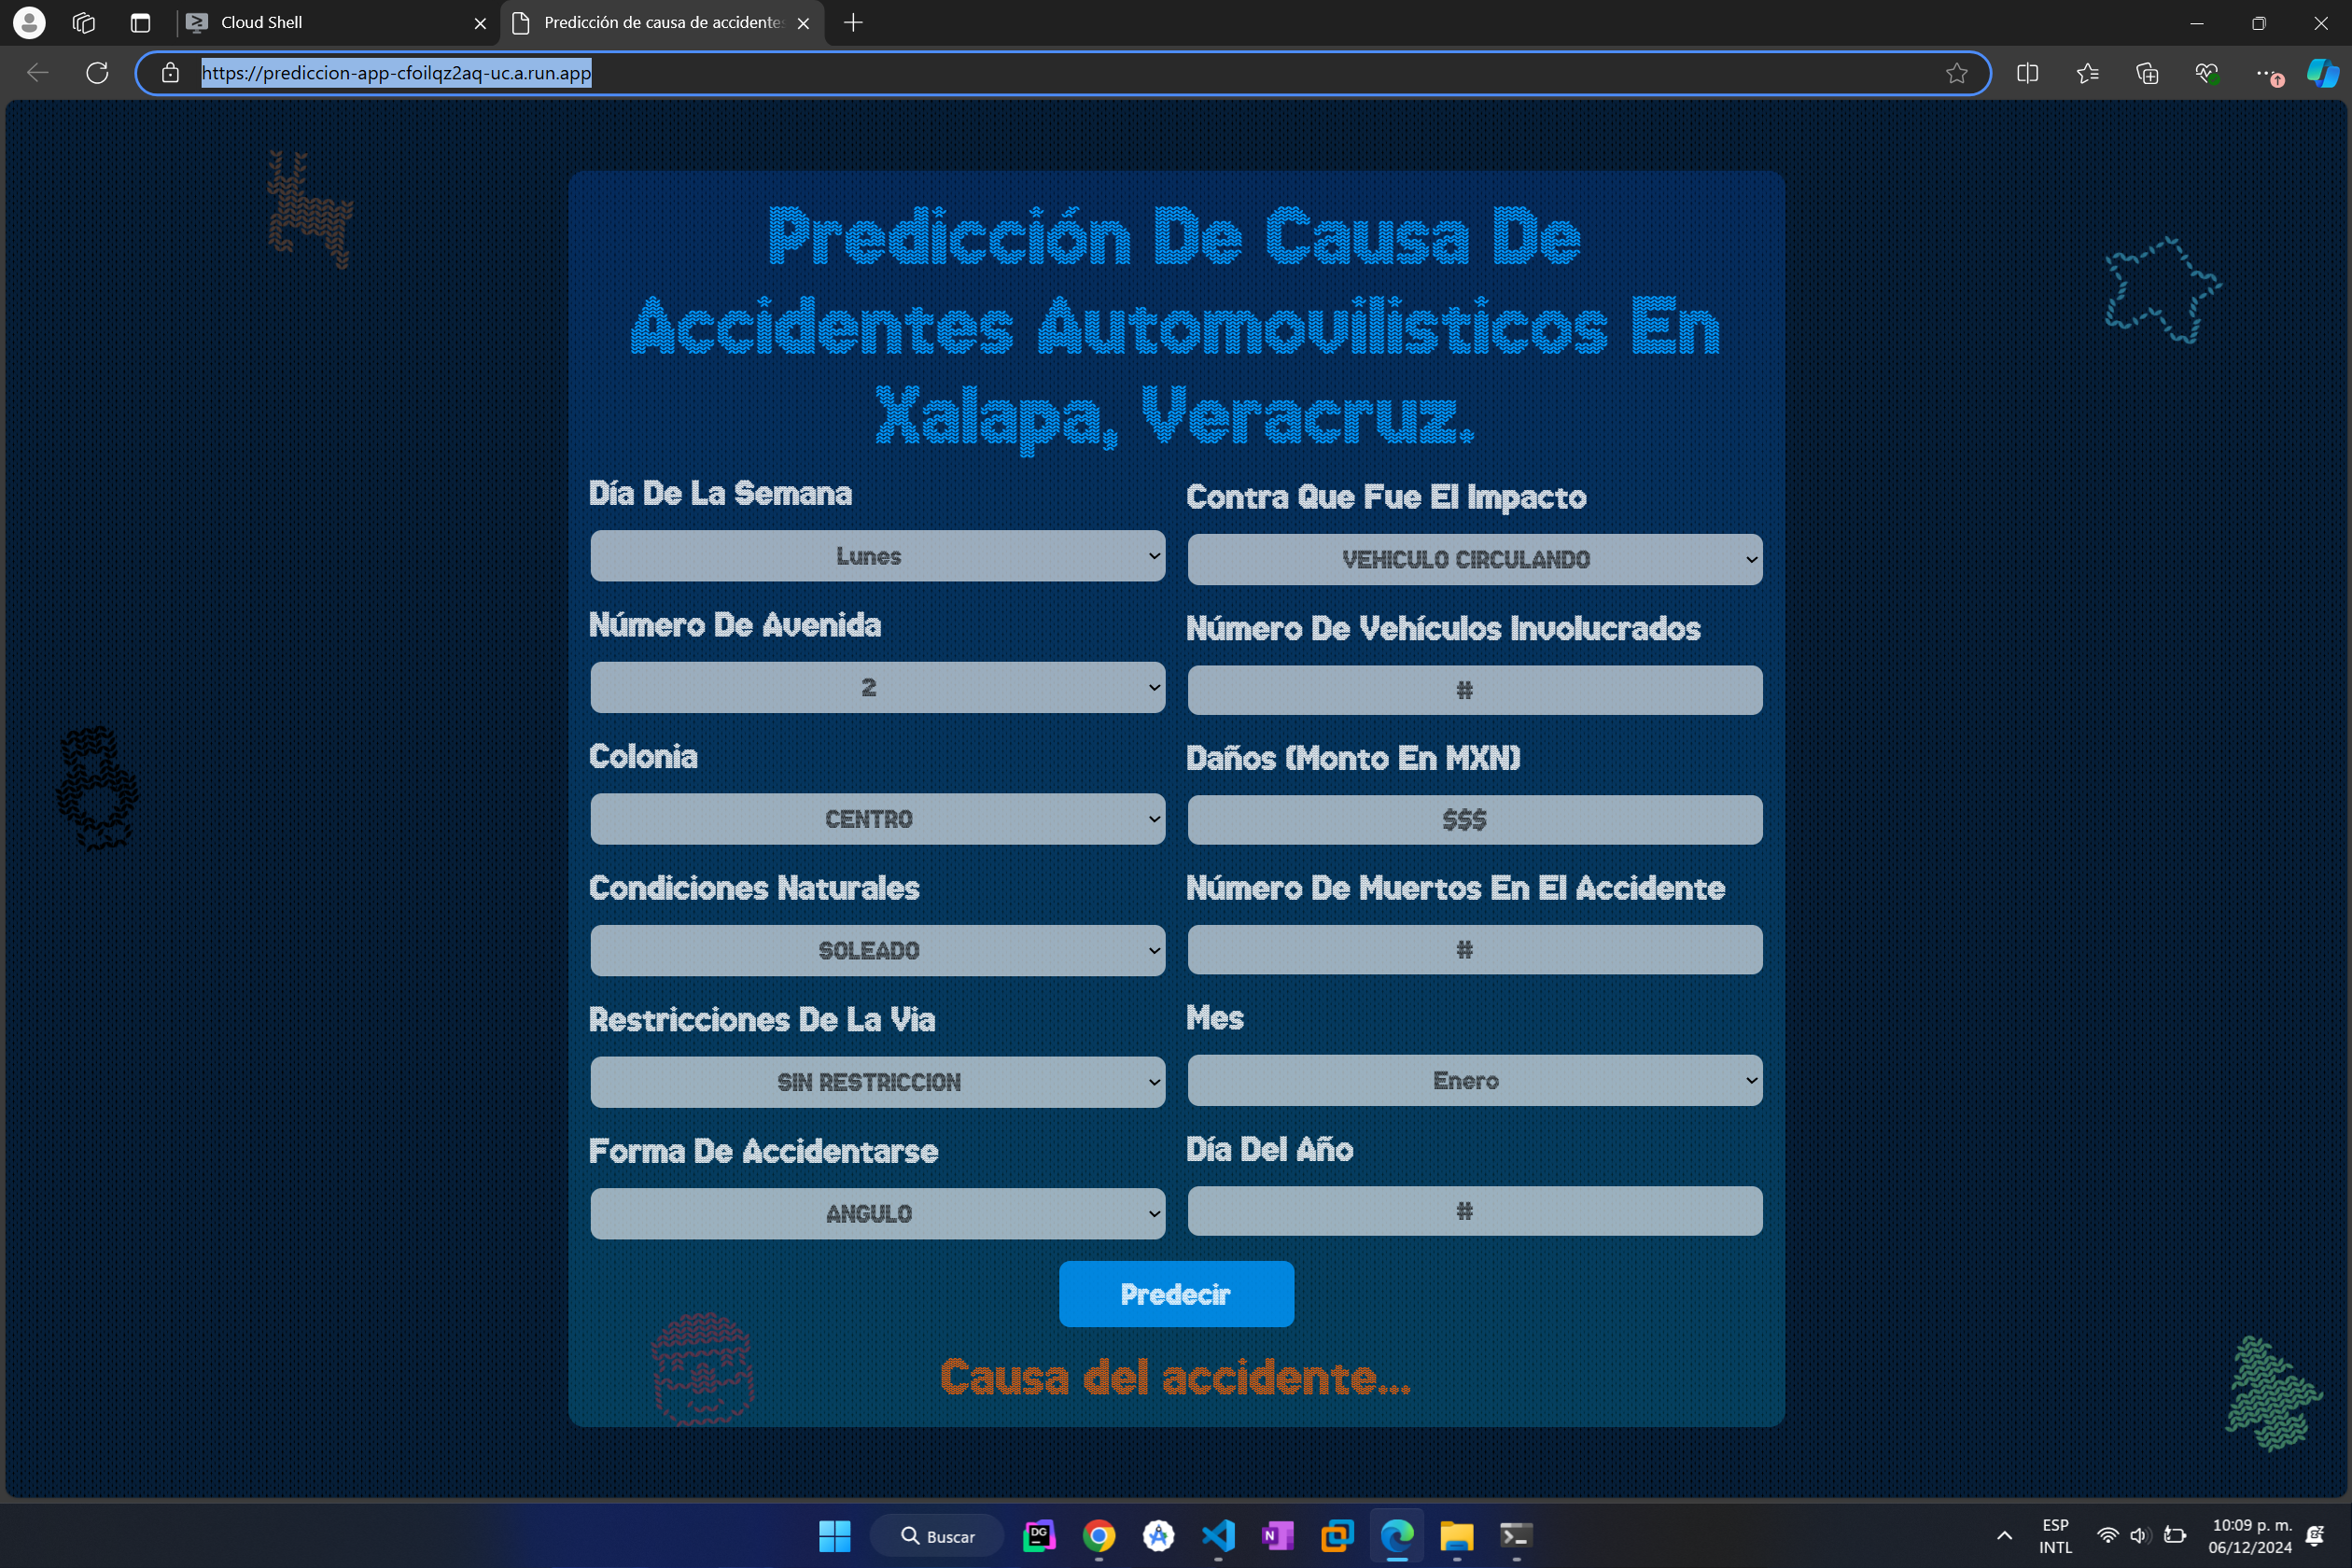 Cloud Shell
Predicción de causa de accidentes
https://prediccion-app-cfoilqz2aq-uc.a.run.app
Predicción De Causa De
Accidentes Automovilisticos En
Xalapa, Veracruz.
Día De La Semana
Lunes
Número De Avenida
2
Colonia
CENTRO
Condiciones Naturales
SOLEADO
Restricciones De La Via
SIN RESTRICCION
Forma De Accidentarse
ANGULO
Contra Que Fue El Impacto
VEHICULO CIRCULANDO
Número De Vehículos Involucrados
#
Daños (Monto En MXN)
$$$
Número De Muertos En El Accidente
#
Mes
Enero
Día Del Año
#
Predecir
Causa del accidente...
Buscar
DG
N
ESP
INTL
10:09 p. m.
06/12/2024